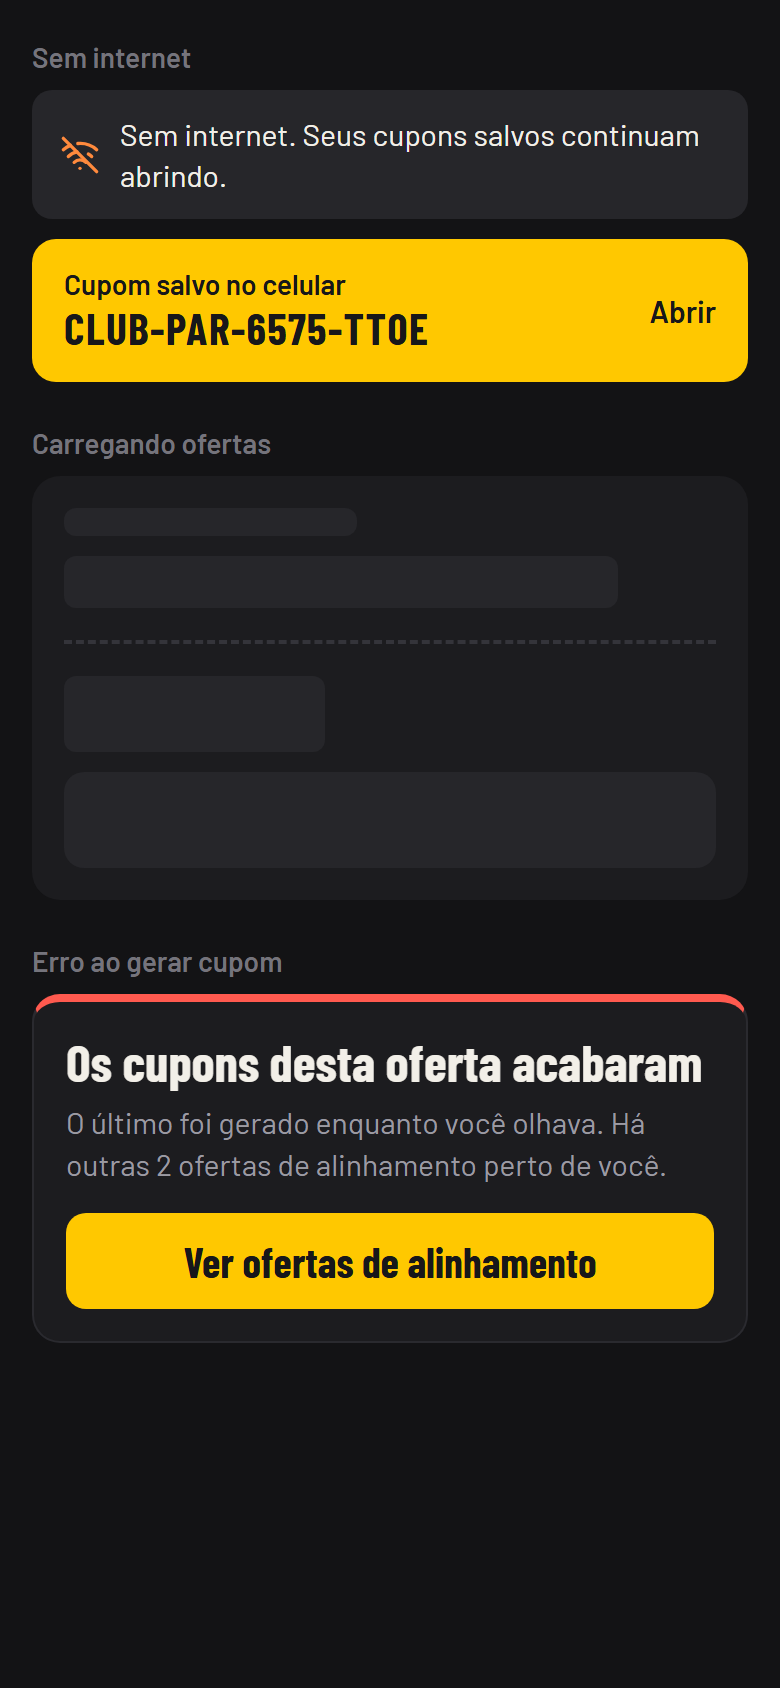 Sem internet
Sem internet. Seus cupons salvos continuam
abrindo.
Cupom salvo no celular
CLUB-PAR-6575-TTOE
Abrir
Carregando ofertas
Erro ao gerar cupom
Os cupons desta oferta acabaram
O último foi gerado enquanto você olhava. Há
outras 2 ofertas de alinhamento perto de você.
Ver ofertas de alinhamento